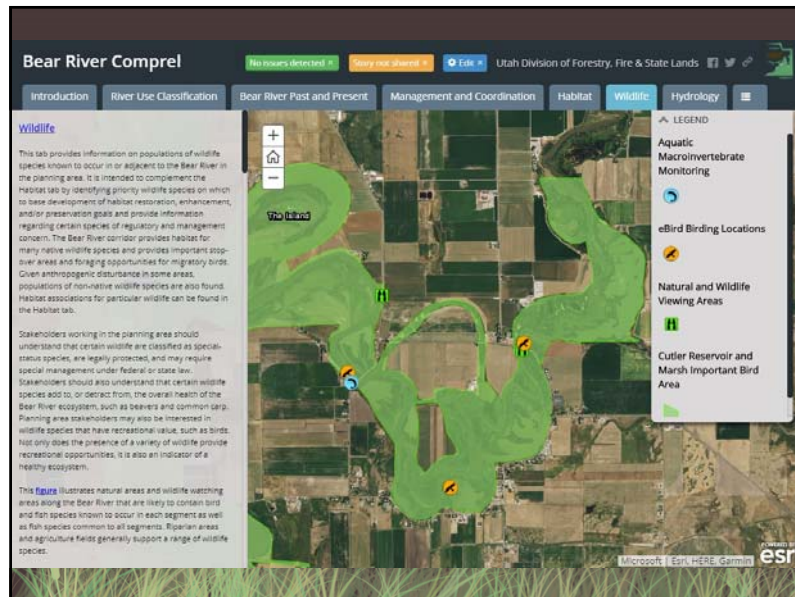 Bear River Comprel
No issues detected ×
Story not shared ×
Edit ×
Utah Division of Forestry, Fire & State Lands
Introduction
River Use Classification
Bear River Past and Present
Management and Coordination
Habitat
Wildlife
Hydrology
Wildlife
This tab provides information on populations of wildlife
species known to occur in or adjacent to the Bear River in
the planning area. It is intended to complement the
Habitat tab by identifying priority wildlife species on which
to base development of habitat restoration, enhancement,
and/or preservation goals and provide information
regarding certain species of regulatory and management
concern. The Bear River corridor provides habitat for
many native wildlife species and provides important stop-
over areas and foraging opportunities for migratory birds.
Given anthropogenic disturbance in some areas,
populations of non-native wildlife species are also found.
Habitat associations for particular wildlife can be found in
the Habitat tab.
Stakeholders working in the planning area should
understand that certain wildlife are classified as special-
status species, are legally protected, and may require
special management under federal or state law.
Stakeholders should also understand that certain wildlife
species add to, or detract from, the overall health of the
Bear River ecosystem, such as beavers and common carp.
Planning area stakeholders may also be interested in
wildlife species that have recreational value, such as birds.
Not only does the presence of a variety of wildlife provide
recreational opportunities, it is also an indicator of a
healthy ecosystem.
This figure illustrates natural areas and wildlife watching
areas along the Bear River that are likely to contain bird
and fish species known to occur in each segment as well
as fish species common to all segments. Riparian areas
and agriculture fields generally support a range of wildlife
species.
+
−
The Island
LEGEND
Aquatic
Macroinvertebrate
Monitoring
eBird Birding Locations
Natural and Wildlife
Viewing Areas
Cutler Reservoir and
Marsh Important Bird
Area
Microsoft | Esri, HERE, Garmin
POWERED BY
esri